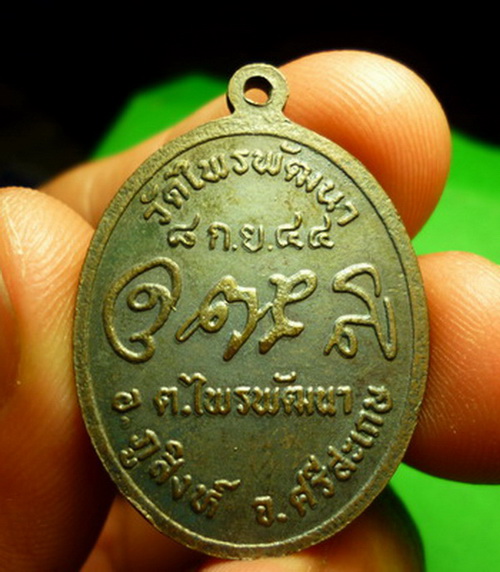 วัดไพรพัฒนา
๘ ก.ย.๔๔
ต.ไพรพัฒนา
อ.ภูสิงห์ จ.ศรีสะเกษ